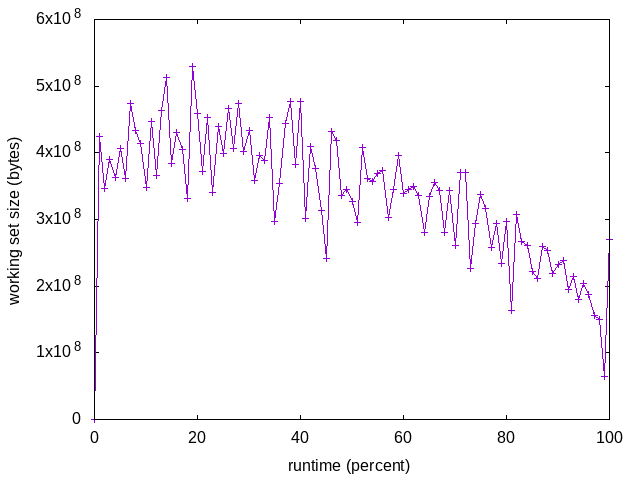 6x10^8
5x10^8
4x10^8
3x10^8
2x10^8
1x10^8
0
0 20 40 60 80 100
working set size (bytes)
runtime (percent)